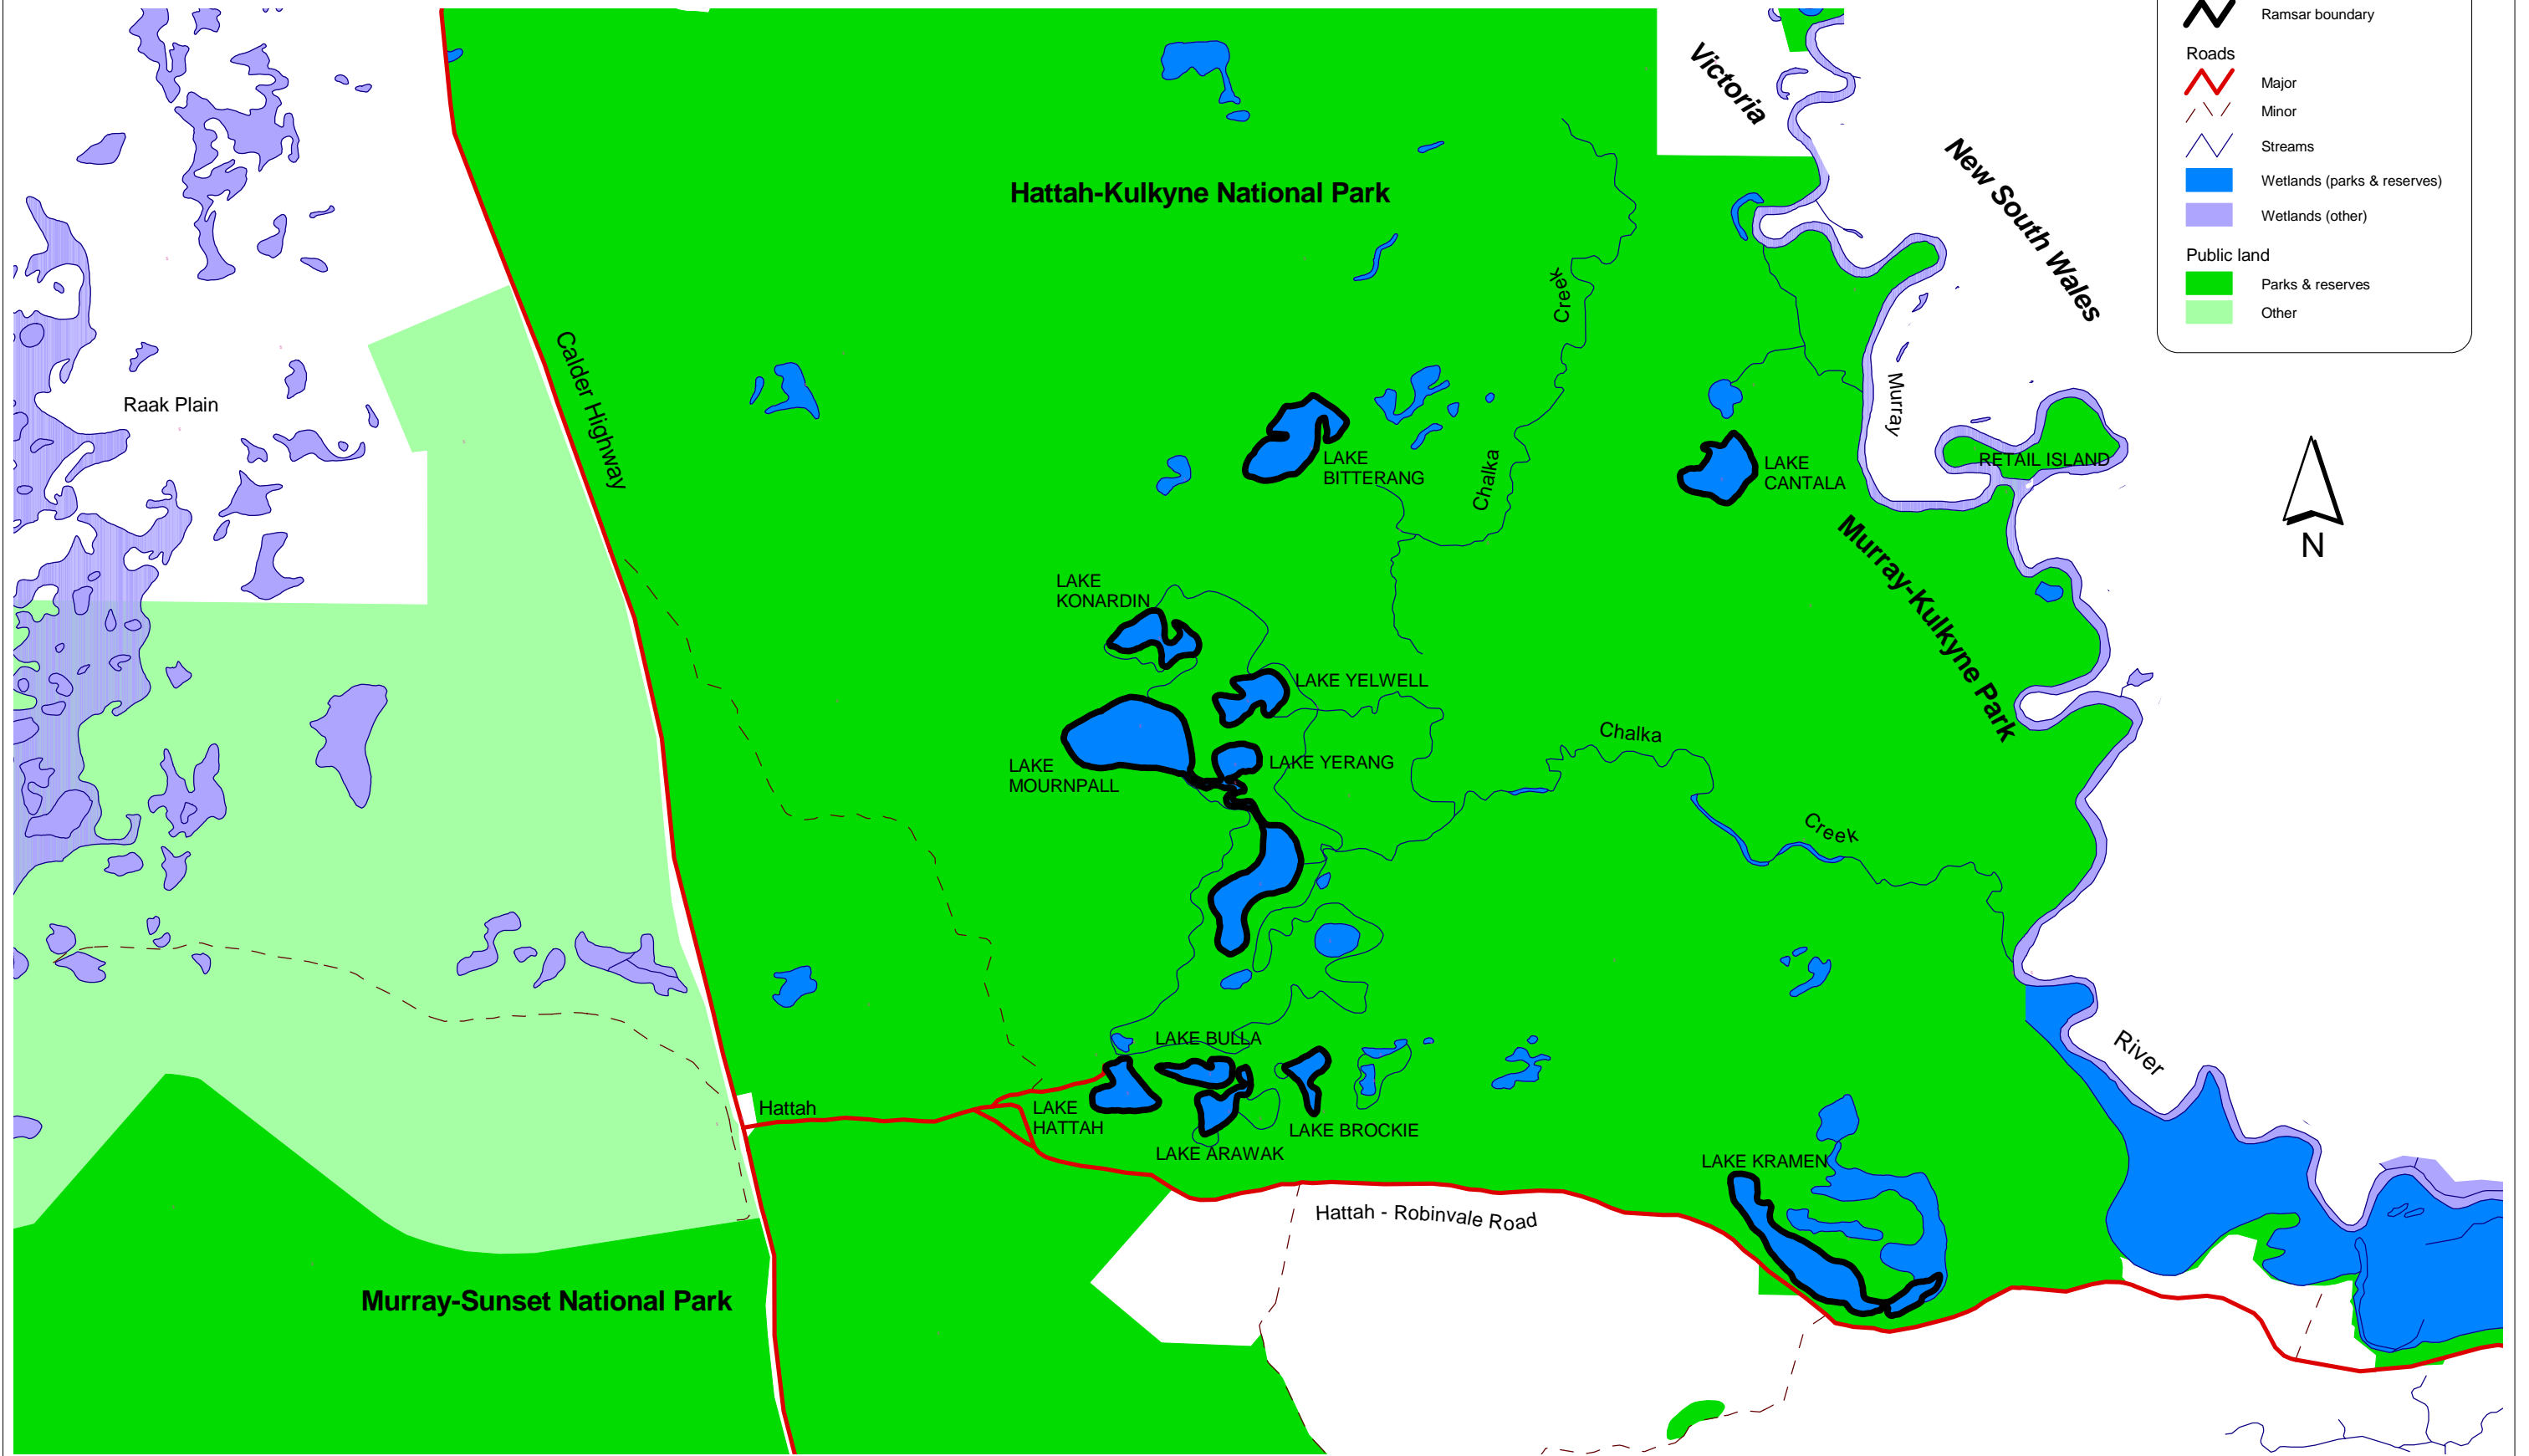 Ramsar boundary
Roads
Major
Minor
Streams
Wetlands (parks & reserves)
Wetlands (other)
Public land
Parks & reserves
Other
Victoria
New South Wales
Hattah-Kulkyne National Park
Creek
Calder Highway
Raak Plain
Murray
LAKE
BITTERANG
Chalka
LAKE
CANTALA
RETAIL ISLAND
N
Murray-Kulkyne Park
LAKE
KONARDIN
LAKE YELWELL
Chalka
LAKE YERANG
LAKE
MOURNPALL
Creek
River
LAKE BULLA
Hattah
LAKE
HATTAH
LAKE BROCKIE
LAKE ARAWAK
LAKE KRAMEN
Hattah - Robinvale Road
Murray-Sunset National Park